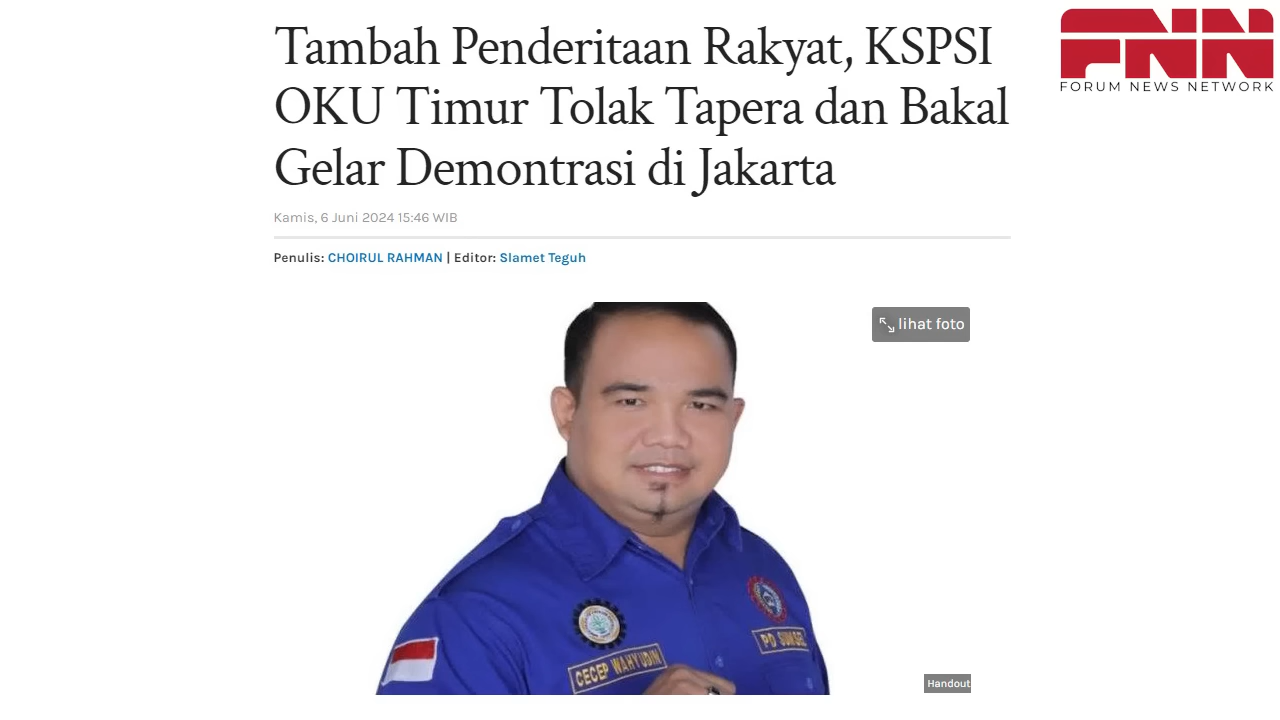 Tambah Penderitaan Rakyat, KSPSI
OKU Timur Tolak Tapera dan Bakal
Gelar Demontrasi di Jakarta
FNN
FORUM NEWS NETWORK
Kamis, 6 Juni 2024 15:46 WIB
Penulis: CHOIRUL RAHMAN | Editor: Slamet Teguh
lihat foto
CECEP WAHYUDIN
PD SUMSEL
Handout